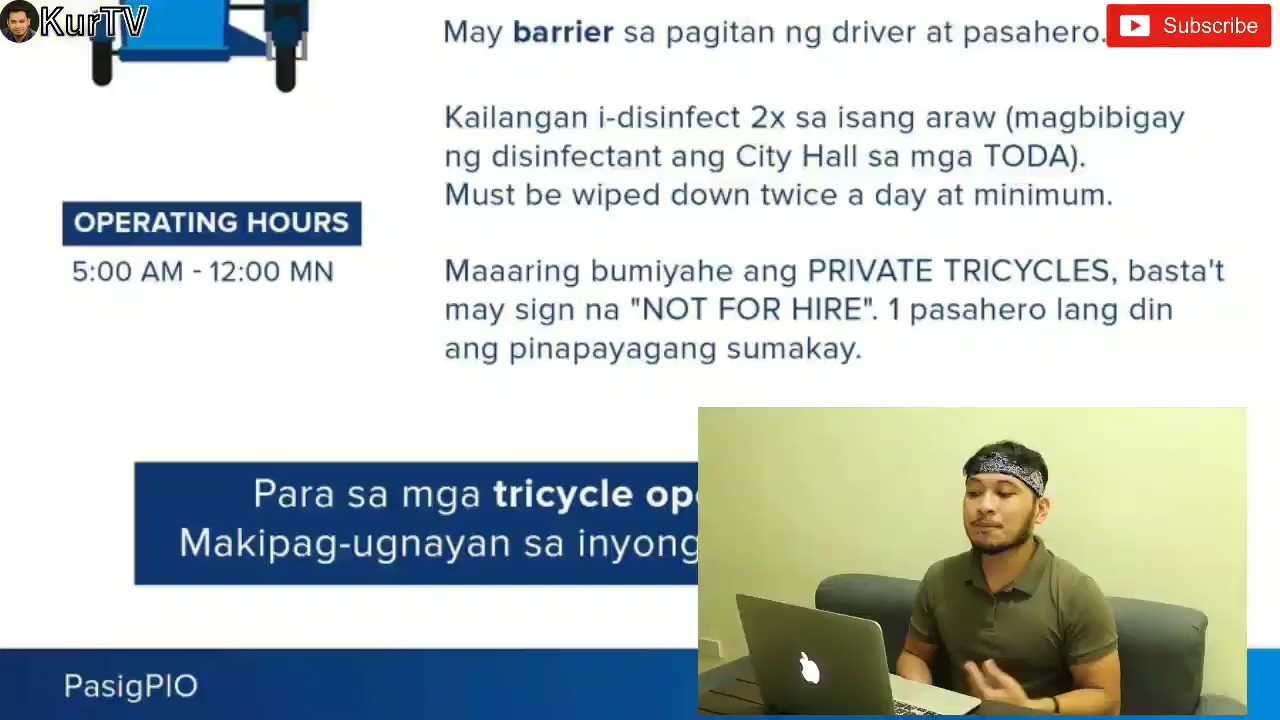 KurTV
Subscribe
May barrier sa pagitan ng driver at pasahero.
Kailangan i-disinfect 2x sa isang araw (magbibigay
ng disinfectant ang City Hall sa mga TODA).
Must be wiped down twice a day at minimum.
OPERATING HOURS
5:00 AM - 12:00 MN
Maaaring bumiyahe ang PRIVATE TRICYCLES, basta't
may sign na "NOT FOR HIRE". 1 pasahero lang din
ang pinapayagang sumakay.
Para sa mga tricycle
Makipag-ugnayan sa inyong
PasigPIO